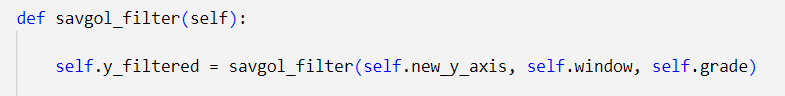 def savgol_filter(self):
self.y_filtered = savgol_filter(self.new_y_axis, self.window, self.grade)